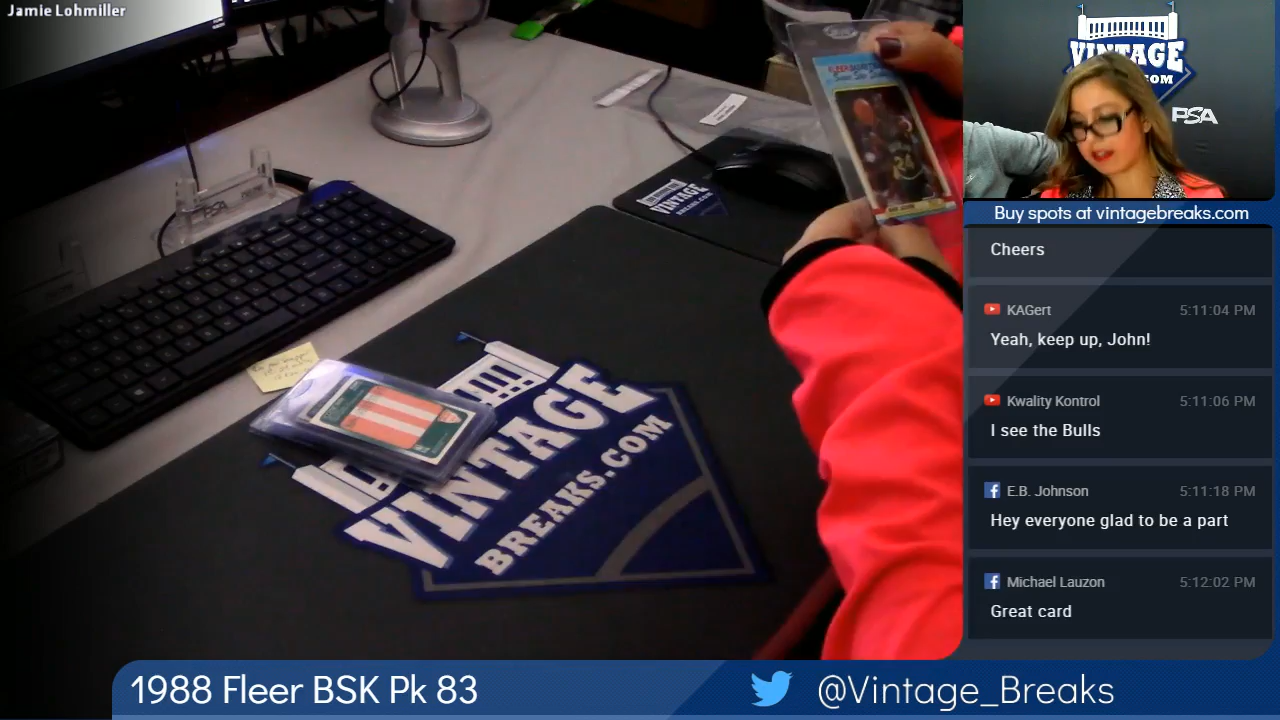 Jamie Lohmiller
VINTAGE
.COM
PSA
Buy spots at vintagebreaks.com
Cheers
KAGert
5:11:04 PM
Yeah, keep up, John!
Kwality Kontrol
5:11:06 PM
I see the Bulls
E.B. Johnson
5:11:18 PM
Hey everyone glad to be a part
Michael Lauzon
5:12:02 PM
Great card
VINTAGE
BREAKS.COM
24
VINTAGE
BREAKS.COM
1988 Fleer BSK Pk 83
@Vintage_Breaks